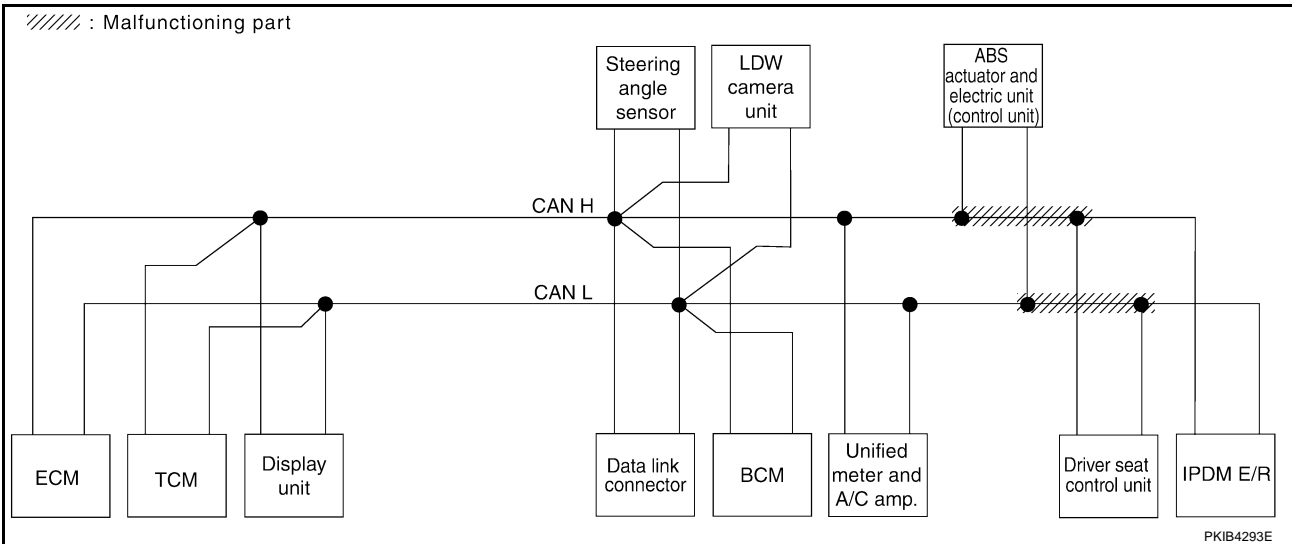 : Malfunctioning part
Steering
angle
sensor
LDW
camera
unit
ABS
actuator and
electric unit
(control unit)
CAN H
CAN L
ECM
TCM
Display
unit
Data link
connector
BCM
Unified
meter and
A/C amp.
Driver seat
control unit
IPDM E/R
PKIB4293E